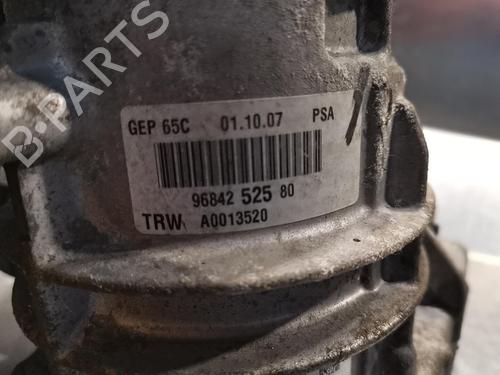 B-PARTS
GEP 65C 01.10.07 PSA
96842 525 80
TRW A0013520